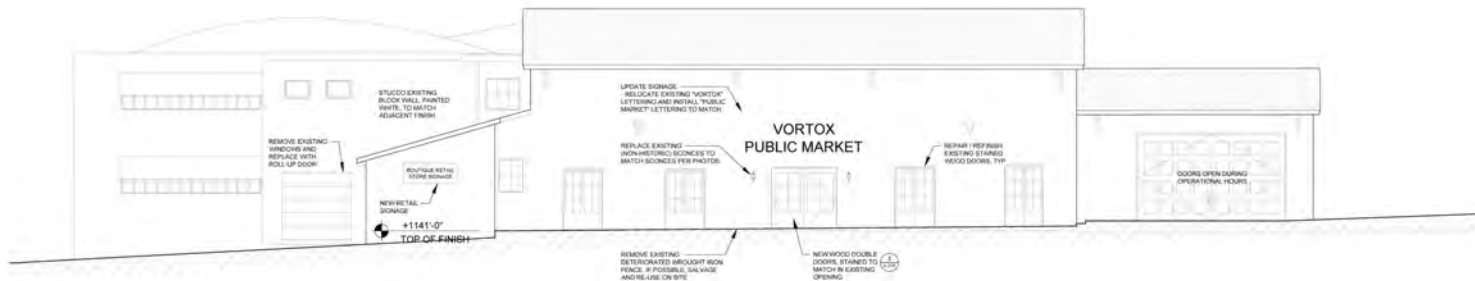 STUCCO EXISTING
BLOCK WALL, PAINTED
WHITE, TO MATCH
ADJACENT FINISH
REMOVE EXISTING
WINDOWS AND
REPLACE WITH
ROLL-UP DOOR
BOUTIQUE RETAIL
STORE SIGNAGE
NEW RETAIL
SIGNAGE
+1141'-0"
TOP OF FINISH
UPDATE SIGNAGE
- RELOCATE EXISTING "VORTOX"
LETTERING AND INSTALL "PUBLIC
MARKET" LETTERING TO MATCH
VORTOX
PUBLIC MARKET
REPLACE EXISTING
(NON-HISTORIC) SCONCES TO
MATCH SCONCES PER PHOTOS
REPAIR / REFINISH
EXISTING STAINED
WOOD DOORS, TYP
DOORS OPEN DURING
OPERATIONAL HOURS
REMOVE EXISTING
DETERIORATED WROUGHT IRON
FENCE. IF POSSIBLE, SALVAGE
AND RE-USE ON SITE
NEW WOOD DOUBLE
DOORS, STAINED TO
MATCH IN EXISTING
OPENING